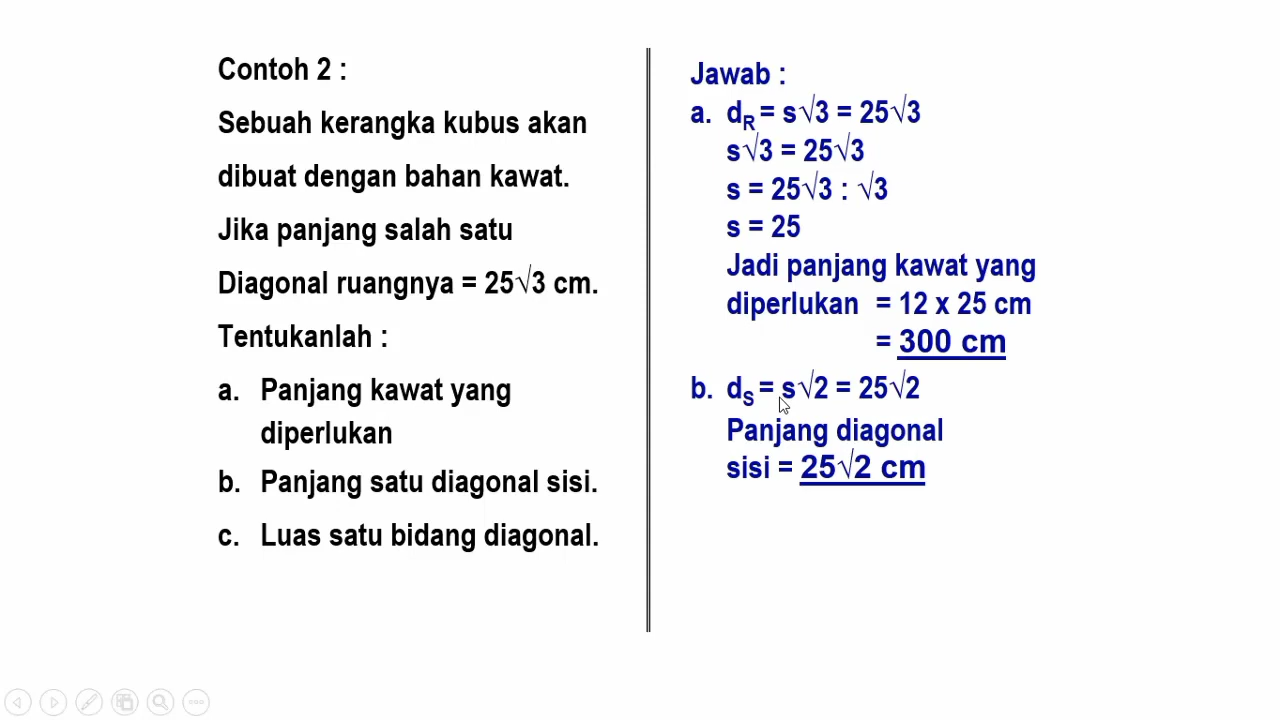 Contoh 2 :
Sebuah kerangka kubus akan
dibuat dengan bahan kawat.
Jika panjang salah satu
Diagonal ruangnya = 25√3 cm.
Tentukanlah :
a. Panjang kawat yang
diperlukan
b. Panjang satu diagonal sisi.
c. Luas satu bidang diagonal.
Jawab :
a. dR = s√3 = 25√3
s√3 = 25√3
s = 25√3 : √3
s = 25
Jadi panjang kawat yang
diperlukan = 12 x 25 cm
= 300 cm
b. dS = s√2 = 25√2
Panjang diagonal
sisi = 25√2 cm